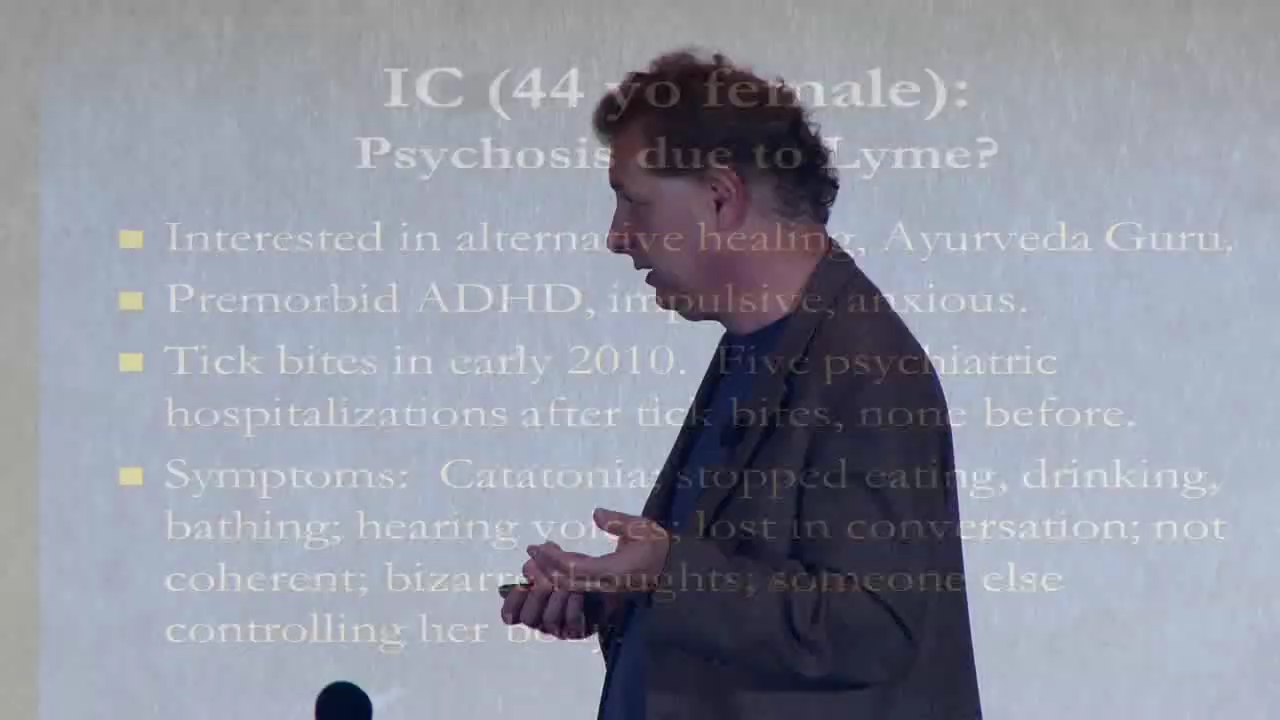 IC (44 yo female):
Psychosis due to Lyme?
Interested in alternative healing, Ayurveda Guru,
Premorbid ADHD, impulsive, anxious.
Tick bites in early 2010. Five psychiatric
hospitalizations after tick bites, none before.
Symptoms: Catatonia: stopped eating, drinking,
bathing; hearing voices; lost in conversation; not
coherent; bizarre thoughts; someone else
controlling her body